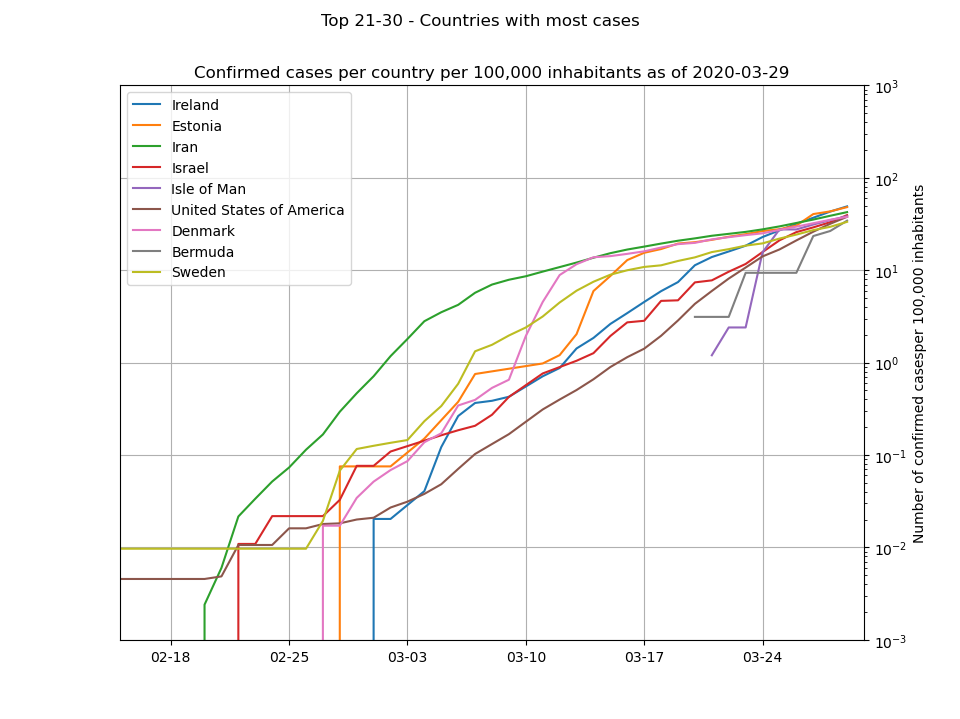 Top 21-30 - Countries with most cases
Confirmed cases per country per 100,000 inhabitants as of 2020-03-29
Ireland
Estonia
Iran
Israel
Isle of Man
United States of America
Denmark
Bermuda
Sweden
10³
10²
10¹
10⁰
10⁻¹
10⁻²
10⁻³
Number of confirmed casesper 100,000 inhabitants
02-18
02-25
03-03
03-10
03-17
03-24